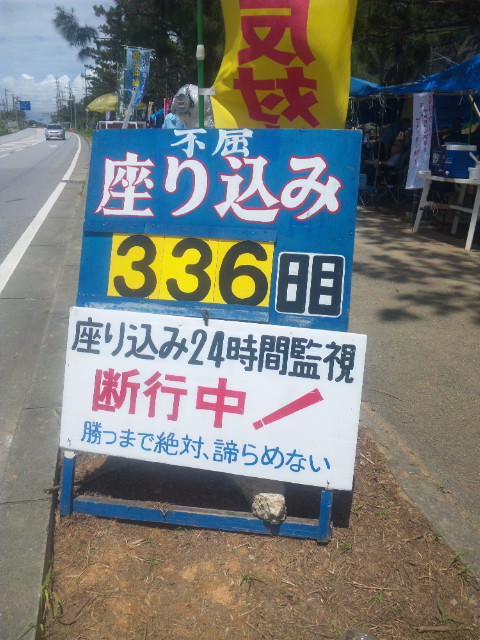 反対
不屈
座り込み
336日目
座り込み24時間監視
断行中!
勝つまで絶対、諦らめない